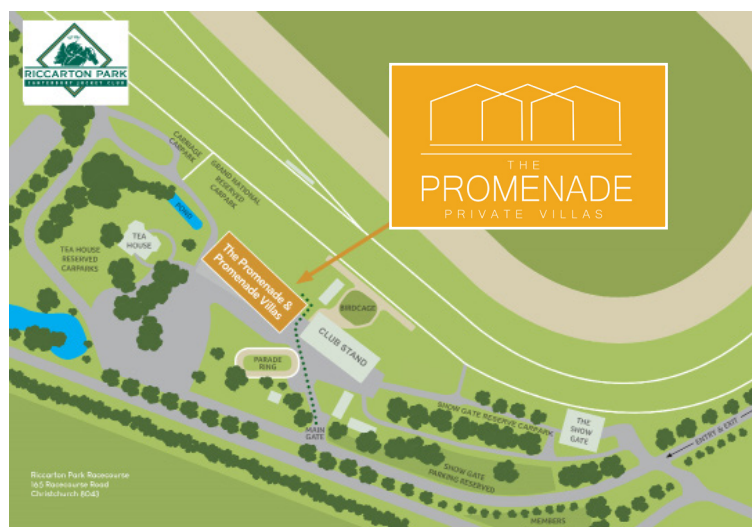 RICCARTON PARK
CANTERBURY JOCKEY CLUB
THE
PROMENADE
PRIVATE VILLAS
CARRIAGE
CARPARK
GRAND NATIONAL
RESERVED
CARPARK
POND
TEA
HOUSE
TEA HOUSE
RESERVED
CARPARKS
The Promenade &
Promenade Villas
BIRDCAGE
CLUB STAND
PARADE
RING
MAIN
GATE
SHOW GATE RESERVE CARPARK
THE
SHOW
GATE
ENTRY & EXIT
SHOW GATE
PARKING RESERVED
MEMBERS
Riccarton Park Racecourse
165 Racecourse Road
Christchurch 8043